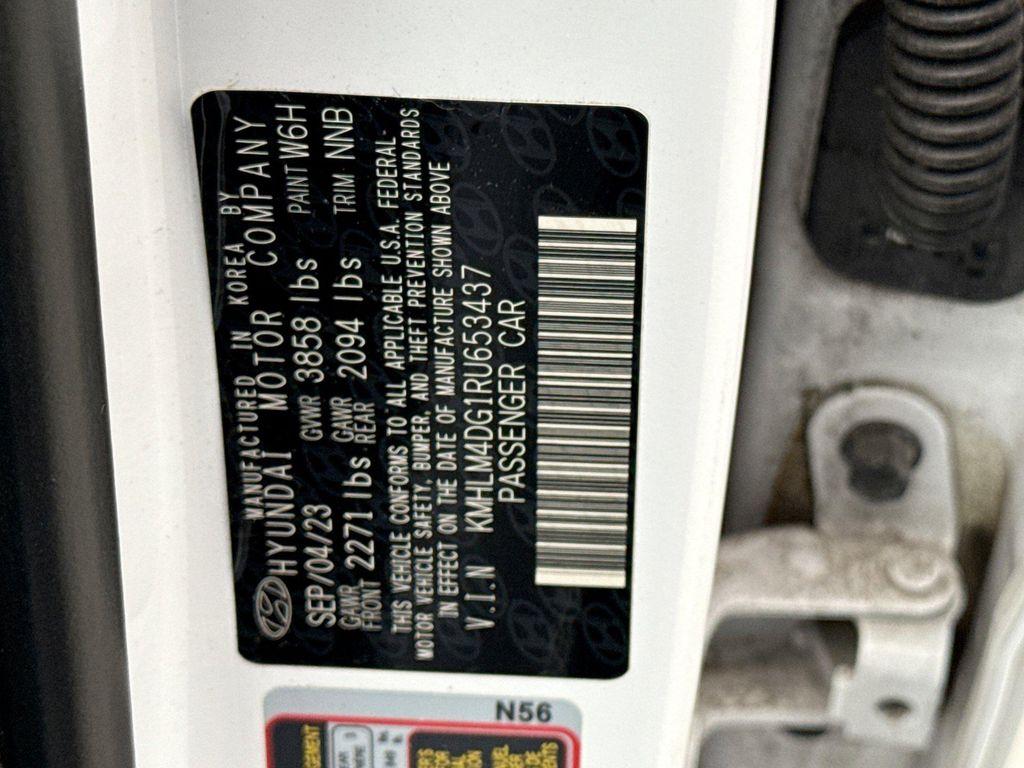 MANUFACTURED IN KOREA BY
HYUNDAI MOTOR COMPANY
SEP/04/23 GVWR 3858 lbs PAINT W6H
GAWR FRONT 2271 lbs GAWR REAR 2094 lbs TRIM NNB
THIS VEHICLE CONFORMS TO ALL APPLICABLE U.S.A. FEDERAL-
MOTOR VEHICLE SAFETY, BUMPER, AND THEFT PREVENTION STANDARDS
IN EFFECT ON THE DATE OF MANUFACTURE SHOWN ABOVE
V.I.N KMHLM4DG1RU653437
PASSENGER CAR
N56